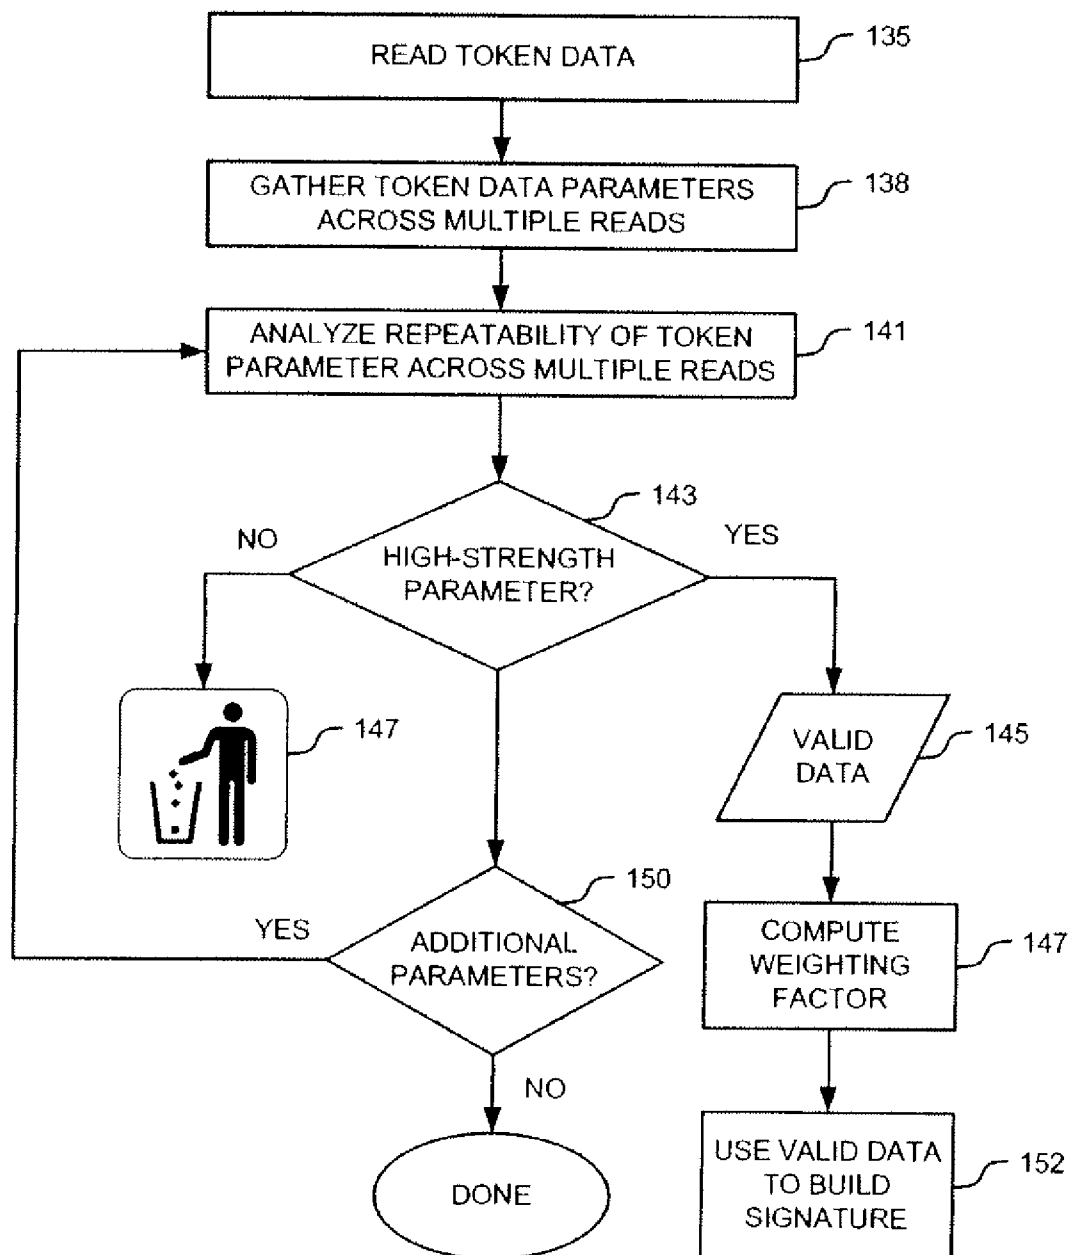 READ TOKEN DATA
135
GATHER TOKEN DATA PARAMETERS
ACROSS MULTIPLE READS
138
ANALYZE REPEATABILITY OF TOKEN
PARAMETER ACROSS MULTIPLE READS
141
143
NO
HIGH-STRENGTH
PARAMETER?
YES
147
VALID
DATA
145
150
YES
ADDITIONAL
PARAMETERS?
COMPUTE
WEIGHTING
FACTOR
147
NO
DONE
USE VALID DATA
TO BUILD
SIGNATURE
152